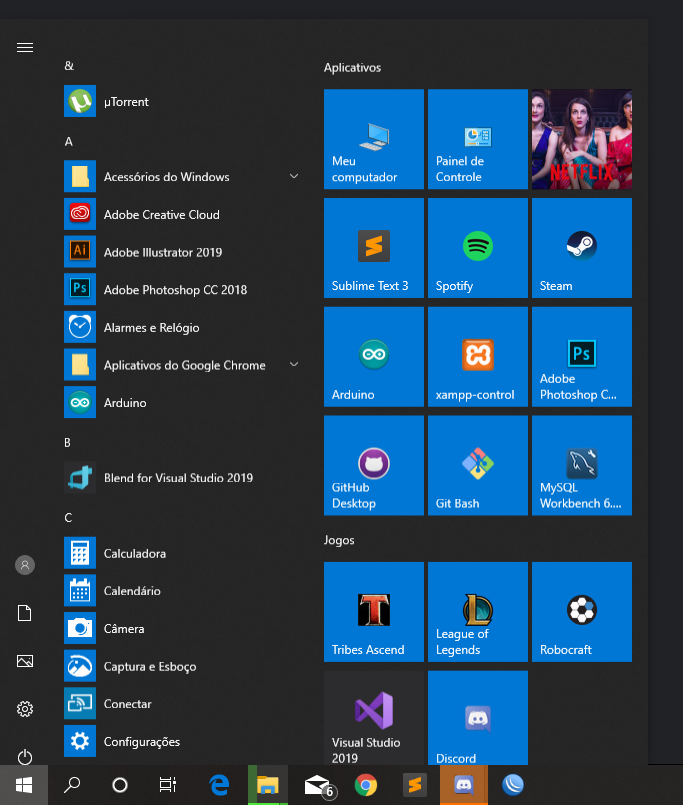 &
µTorrent
A
Acessórios do Windows
Adobe Creative Cloud
Ai
Adobe Illustrator 2019
Ps
Adobe Photoshop CC 2018
Alarmes e Relógio
Aplicativos do Google Chrome
Arduino
B
Blend for Visual Studio 2019
C
Calculadora
Calendário
Câmera
Captura e Esboço
Conectar
Configurações
Aplicativos
Meu
computador
Painel de
Controle
NETFLIX
Sublime Text 3
Spotify
Steam
Arduino
xampp-control
Ps
Adobe
Photoshop C...
GitHub
Desktop
Git Bash
MySQL
Workbench 6....
Jogos
Tribes Ascend
League of
Legends
Robocraft
Visual Studio
2019
Discord
6